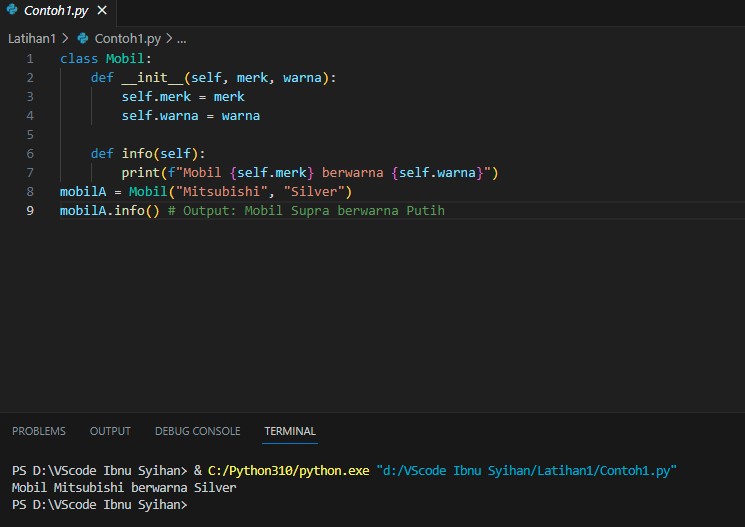 Contoh1.py
Latihan1 > Contoh1.py > ...
1 class Mobil:
2     def __init__(self, merk, warna):
3         self.merk = merk
4         self.warna = warna
5
6     def info(self):
7         print(f"Mobil {self.merk} berwarna {self.warna}")
8 mobilA = Mobil("Mitsubishi", "Silver")
9 mobilA.info() # Output: Mobil Supra berwarna Putih
PROBLEMS OUTPUT DEBUG CONSOLE TERMINAL
PS D:\VScode Ibnu Syihan> & C:/Python310/python.exe "d:/VScode Ibnu Syihan/Latihan1/Contoh1.py"
Mobil Mitsubishi berwarna Silver
PS D:\VScode Ibnu Syihan>